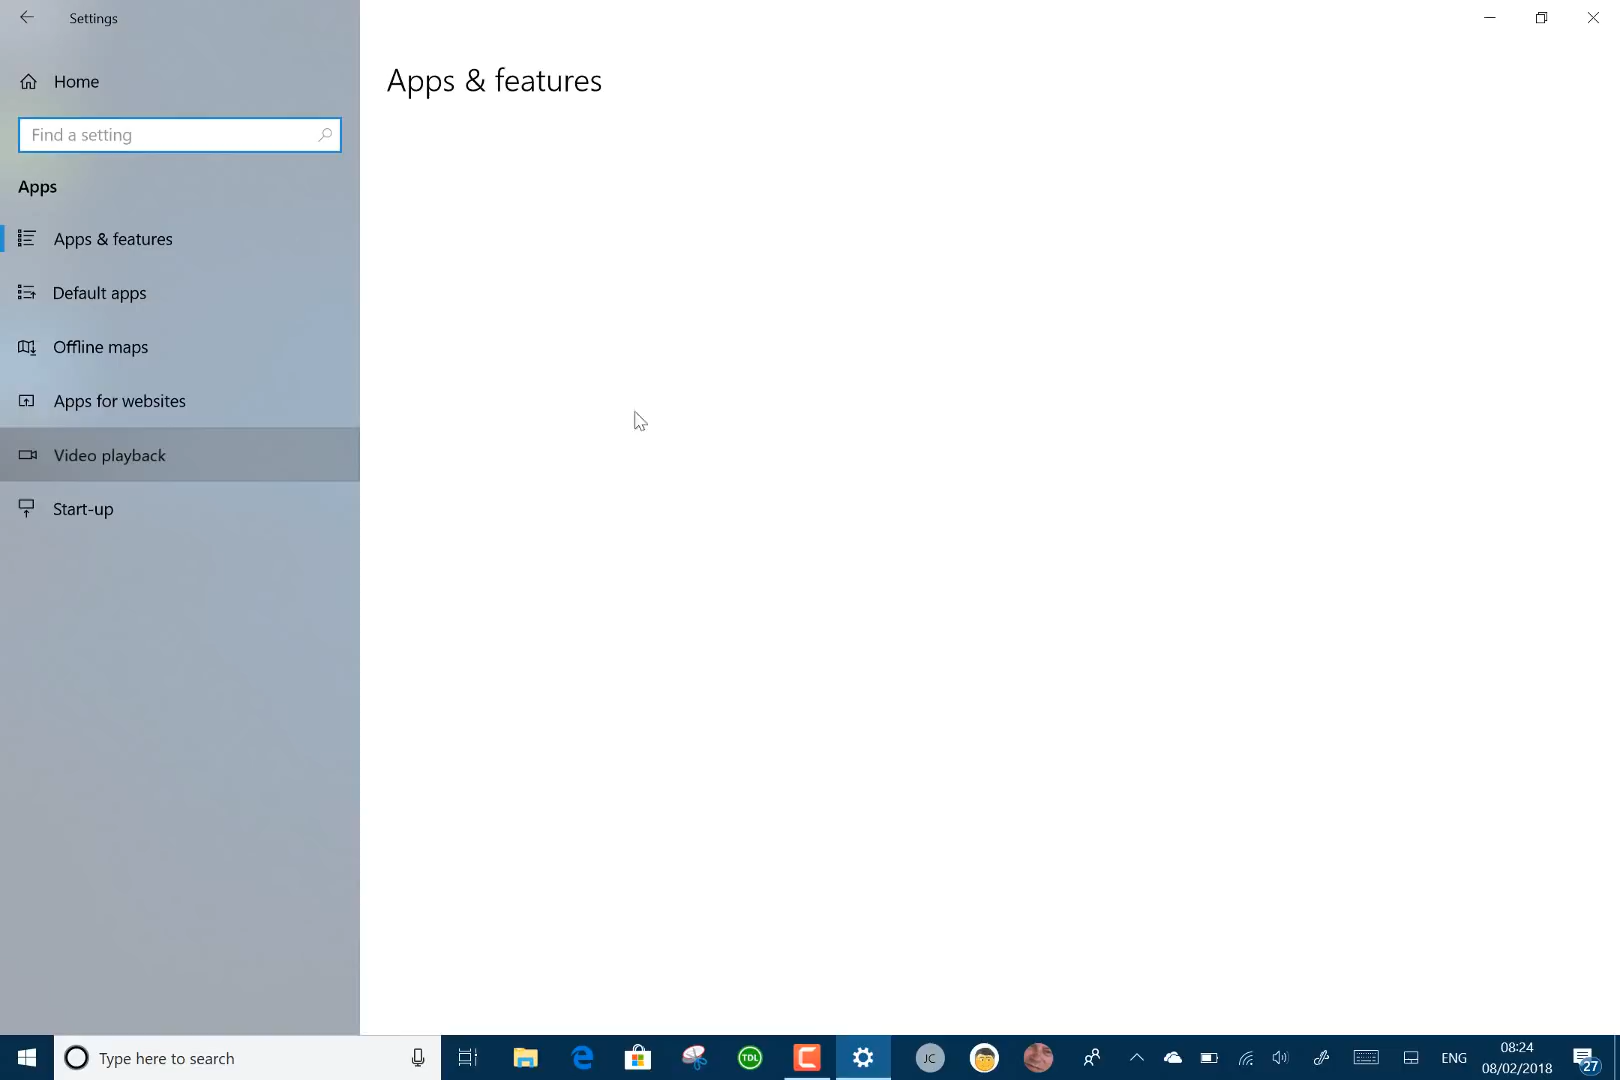 Settings
Home
Find a setting
Apps
Apps & features
Default apps
Offline maps
Apps for websites
Video playback
Start-up
Apps & features
Type here to search
TDL
JC
ENG
08:24
08/02/2018
27